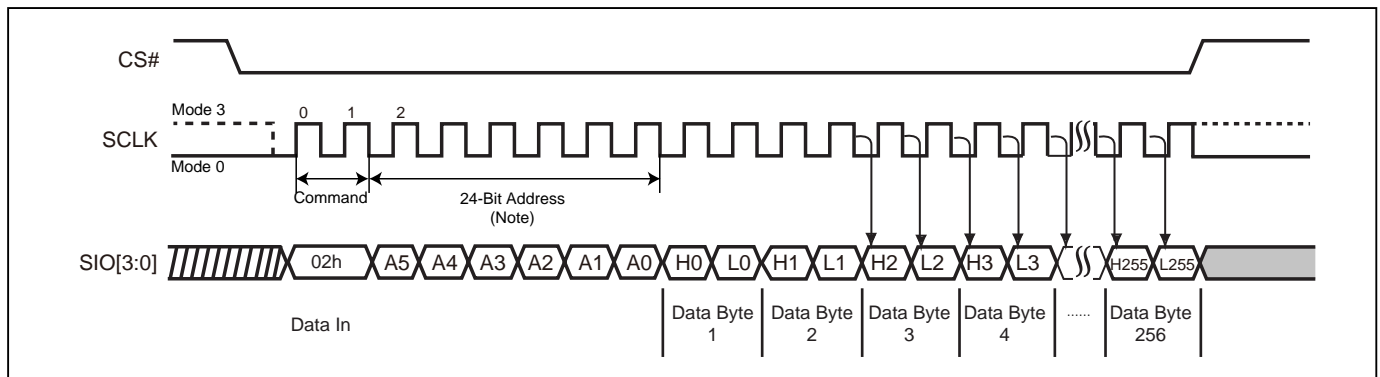 CS#
Mode 3
0 1 2
SCLK
Mode 0
Command
24-Bit Address
(Note)
SIO[3:0]
02h A5 A4 A3 A2 A1 A0 H0 L0 H1 L1 H2 L2 H3 L3 H255 L255
Data In
Data Byte
1
Data Byte
2
Data Byte
3
Data Byte
4
......
Data Byte
256